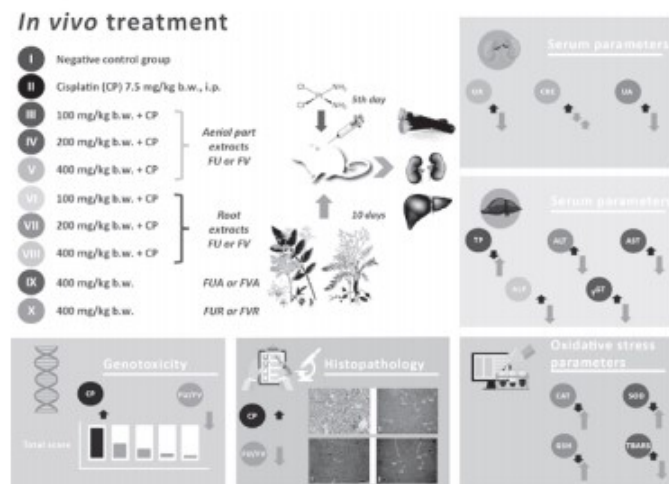 In vivo treatment
I Negative control group
II Cisplatin (CP) 7.5 mg/kg b.w., i.p.
III 100 mg/kg b.w. + CP
IV 200 mg/kg b.w. + CP
V 400 mg/kg b.w. + CP
Aerial part
extracts
FU or FV
VI 100 mg/kg b.w. + CP
VII 200 mg/kg b.w. + CP
VIII 400 mg/kg b.w. + CP
Root
extracts
FU or FV
IX 400 mg/kg b.w. FUA or FVA
X 400 mg/kg b.w. FUR or FVR
5th day
10 days
Serum parameters
CRE
UA
Serum parameters
TP
ALT
AST
γGT
Genotoxicity
CP
FU/FV
Total score
Histopathology
CP
FU/FV
Oxidative stress
parameters
CAT
SOD
GSH
TBARS